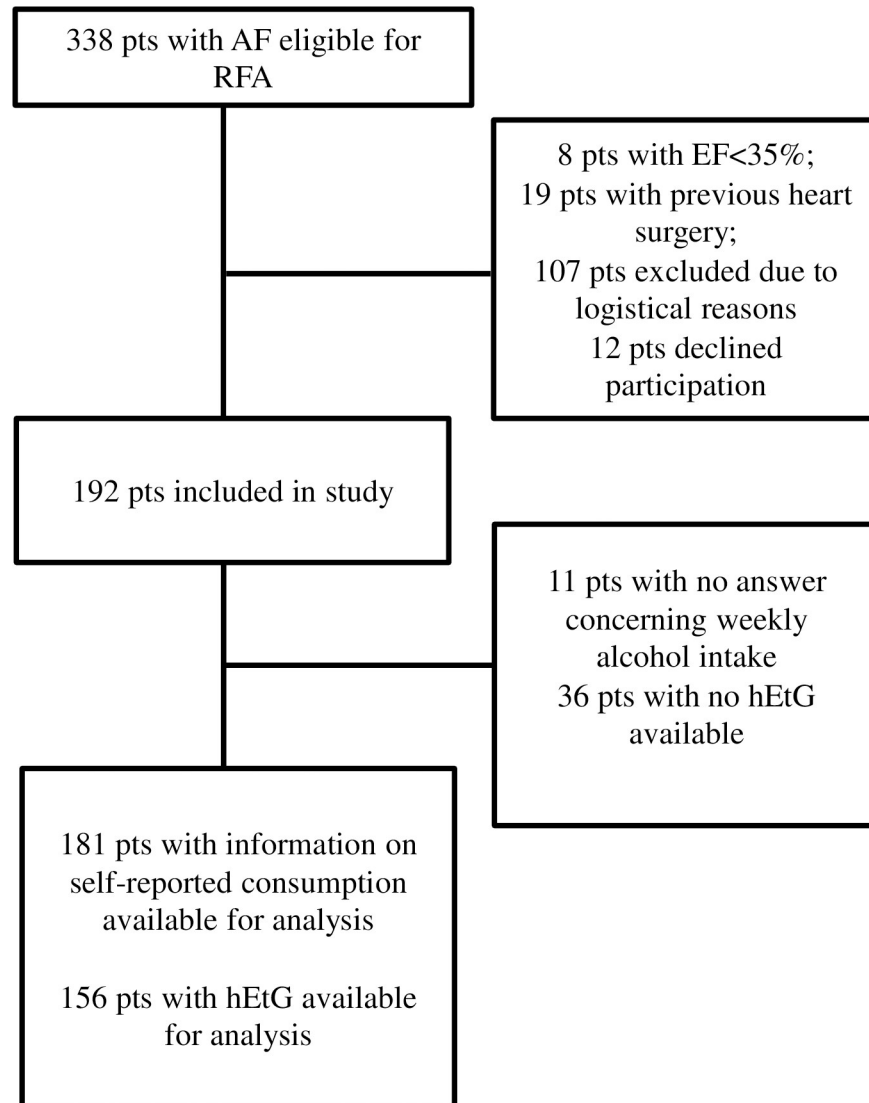 338 pts with AF eligible for
RFA
8 pts with EF<35%;
19 pts with previous heart
surgery;
107 pts excluded due to
logistical reasons
12 pts declined
participation
192 pts included in study
11 pts with no answer
concerning weekly
alcohol intake
36 pts with no hEtG
available
181 pts with information on
self-reported consumption
available for analysis
156 pts with hEtG available
for analysis